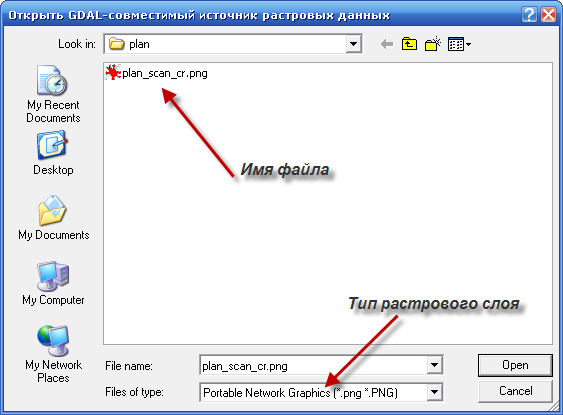 Открыть GDAL-совместимый источник растровых данных
Look in: plan
plan_scan_cr.png
My Recent
Documents
Desktop
My Documents
My Computer
My Network
Places
Имя файла
Тип растрового слоя
File name: plan_scan_cr.png Open
Files of type: Portable Network Graphics (*.png *.PNG) Cancel